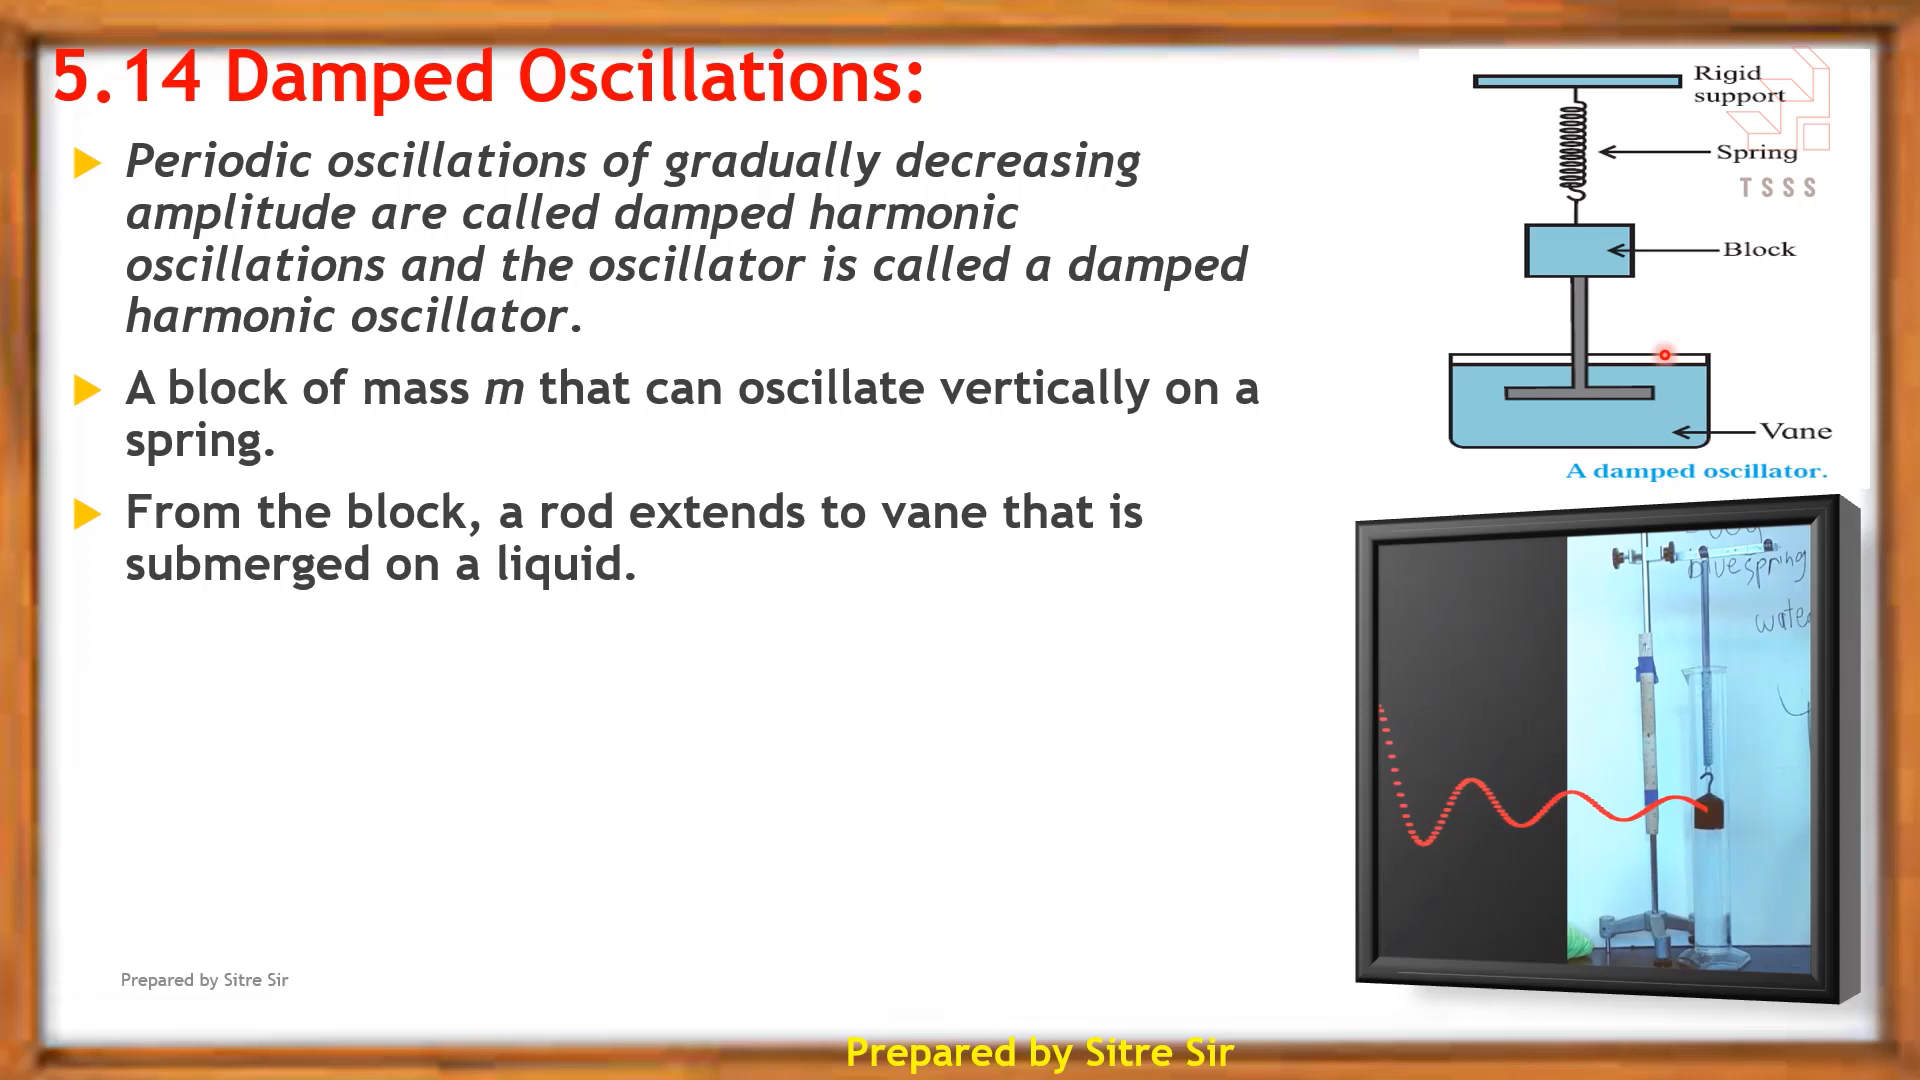 5.14 Damped Oscillations:
Periodic oscillations of gradually decreasing
amplitude are called damped harmonic
oscillations and the oscillator is called a damped
harmonic oscillator.
A block of mass m that can oscillate vertically on a
spring.
From the block, a rod extends to vane that is
submerged on a liquid.
Rigid
support
Spring
TSSS
Block
Vane
A damped oscillator.
spring
water
Prepared by Sitre Sir
Prepared by Sitre Sir